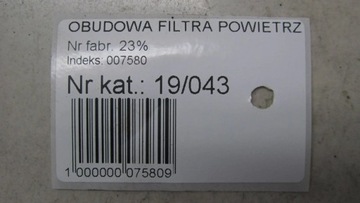 OBUDOWA FILTRA POWIETRZ
Nr fabr. 23%
Indeks. 007580
Nr kat.: 19/043
1 000000 075809